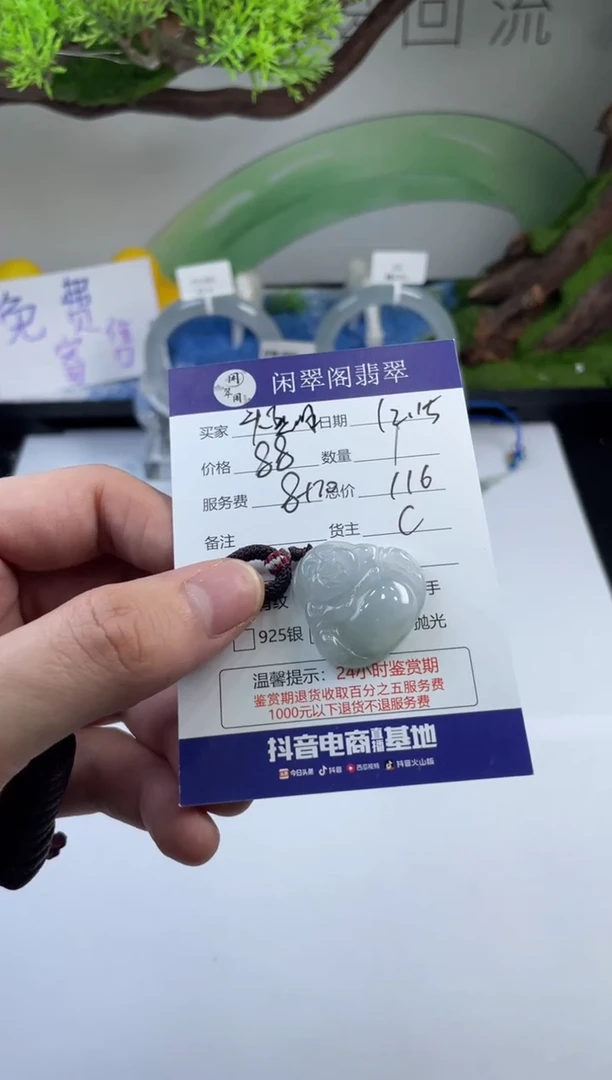 回流
免费
寄售
闲翠阁
闲翠阁翡翠
买家 日期 12.15
价格 88 数量 1
服务费 总价 116
备注 货主 C
手
925银 抛光
温馨提示：24小时鉴赏期
鉴赏期退货收取百分之五服务费
1000元以下退货不退服务费
抖音电商直播基地
今日头条 抖音 西瓜视频 抖音火山版